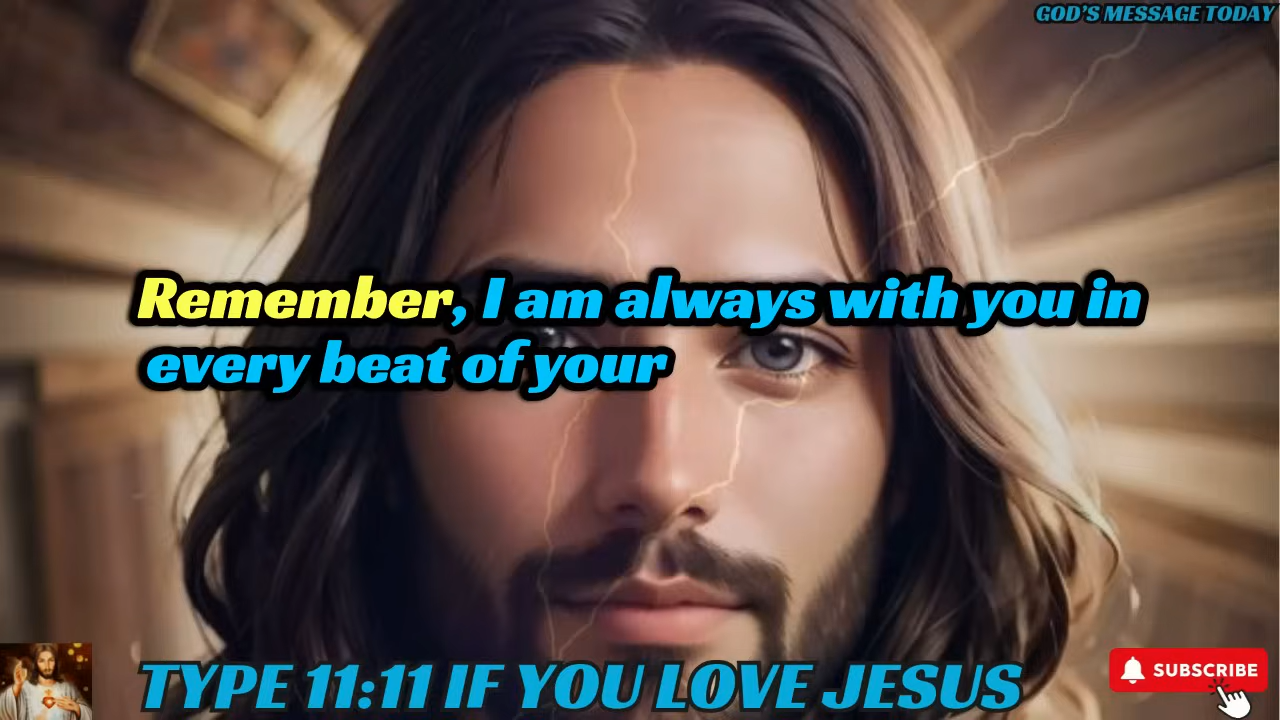 GOD'S MESSAGE TODAY
Remember, I am always with you in
every beat of your
TYPE 11:11 IF YOU LOVE JESUS
SUBSCRIBE